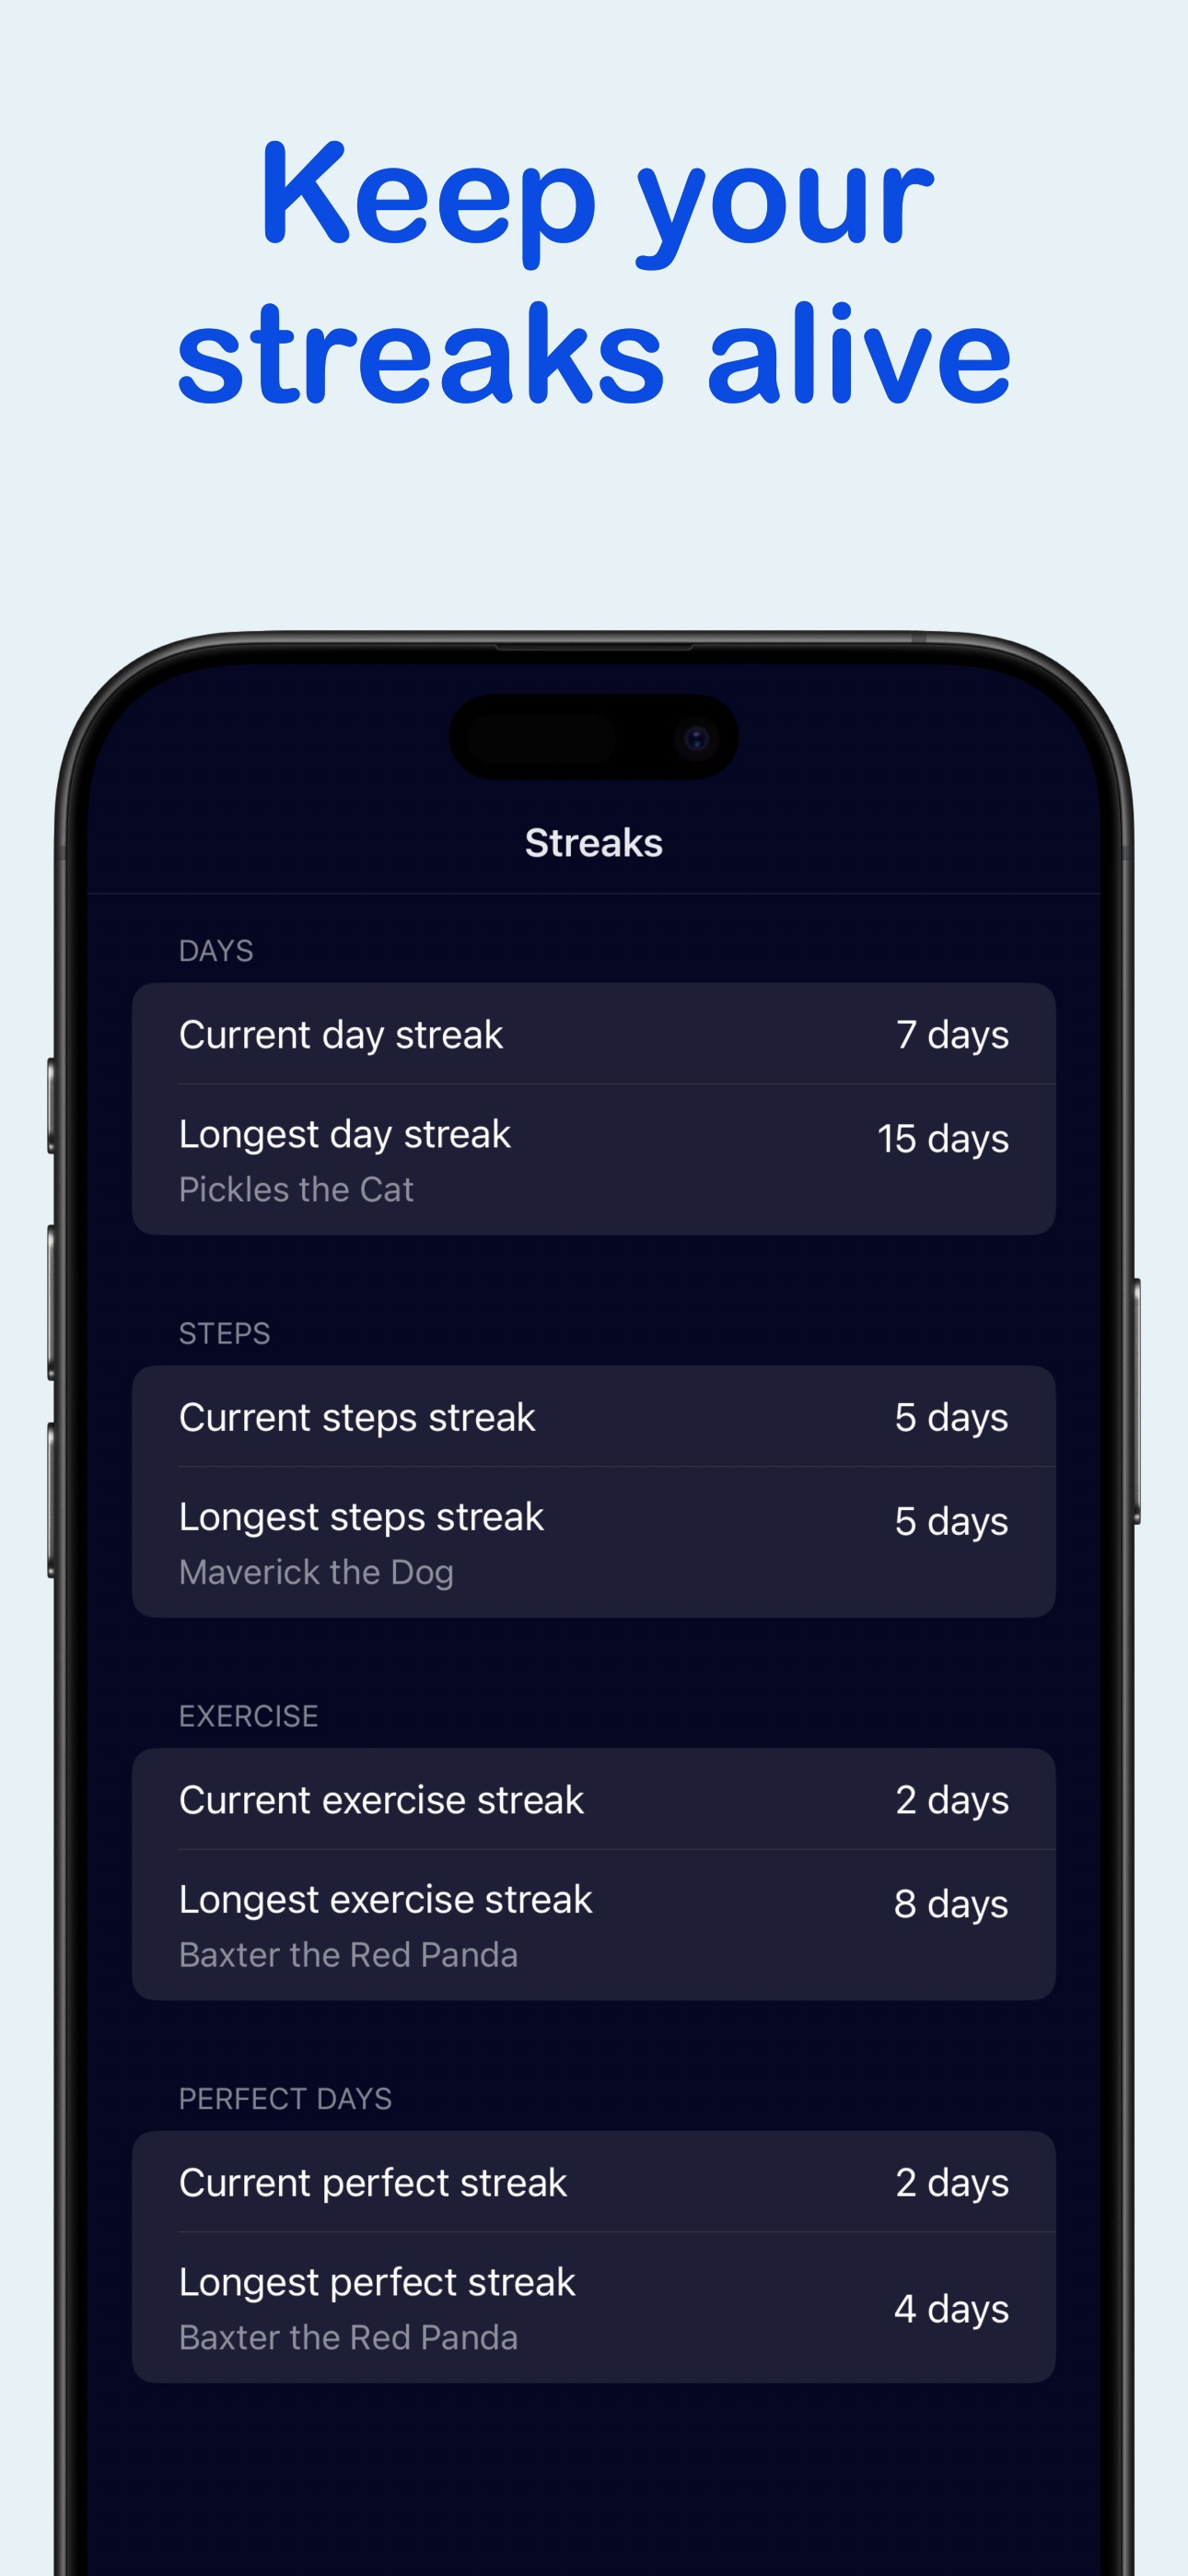 Keep your
streaks alive
Streaks
DAYS
Current day streak 7 days
Longest day streak 15 days
Pickles the Cat
STEPS
Current steps streak 5 days
Longest steps streak 5 days
Maverick the Dog
EXERCISE
Current exercise streak 2 days
Longest exercise streak 8 days
Baxter the Red Panda
PERFECT DAYS
Current perfect streak 2 days
Longest perfect streak 4 days
Baxter the Red Panda